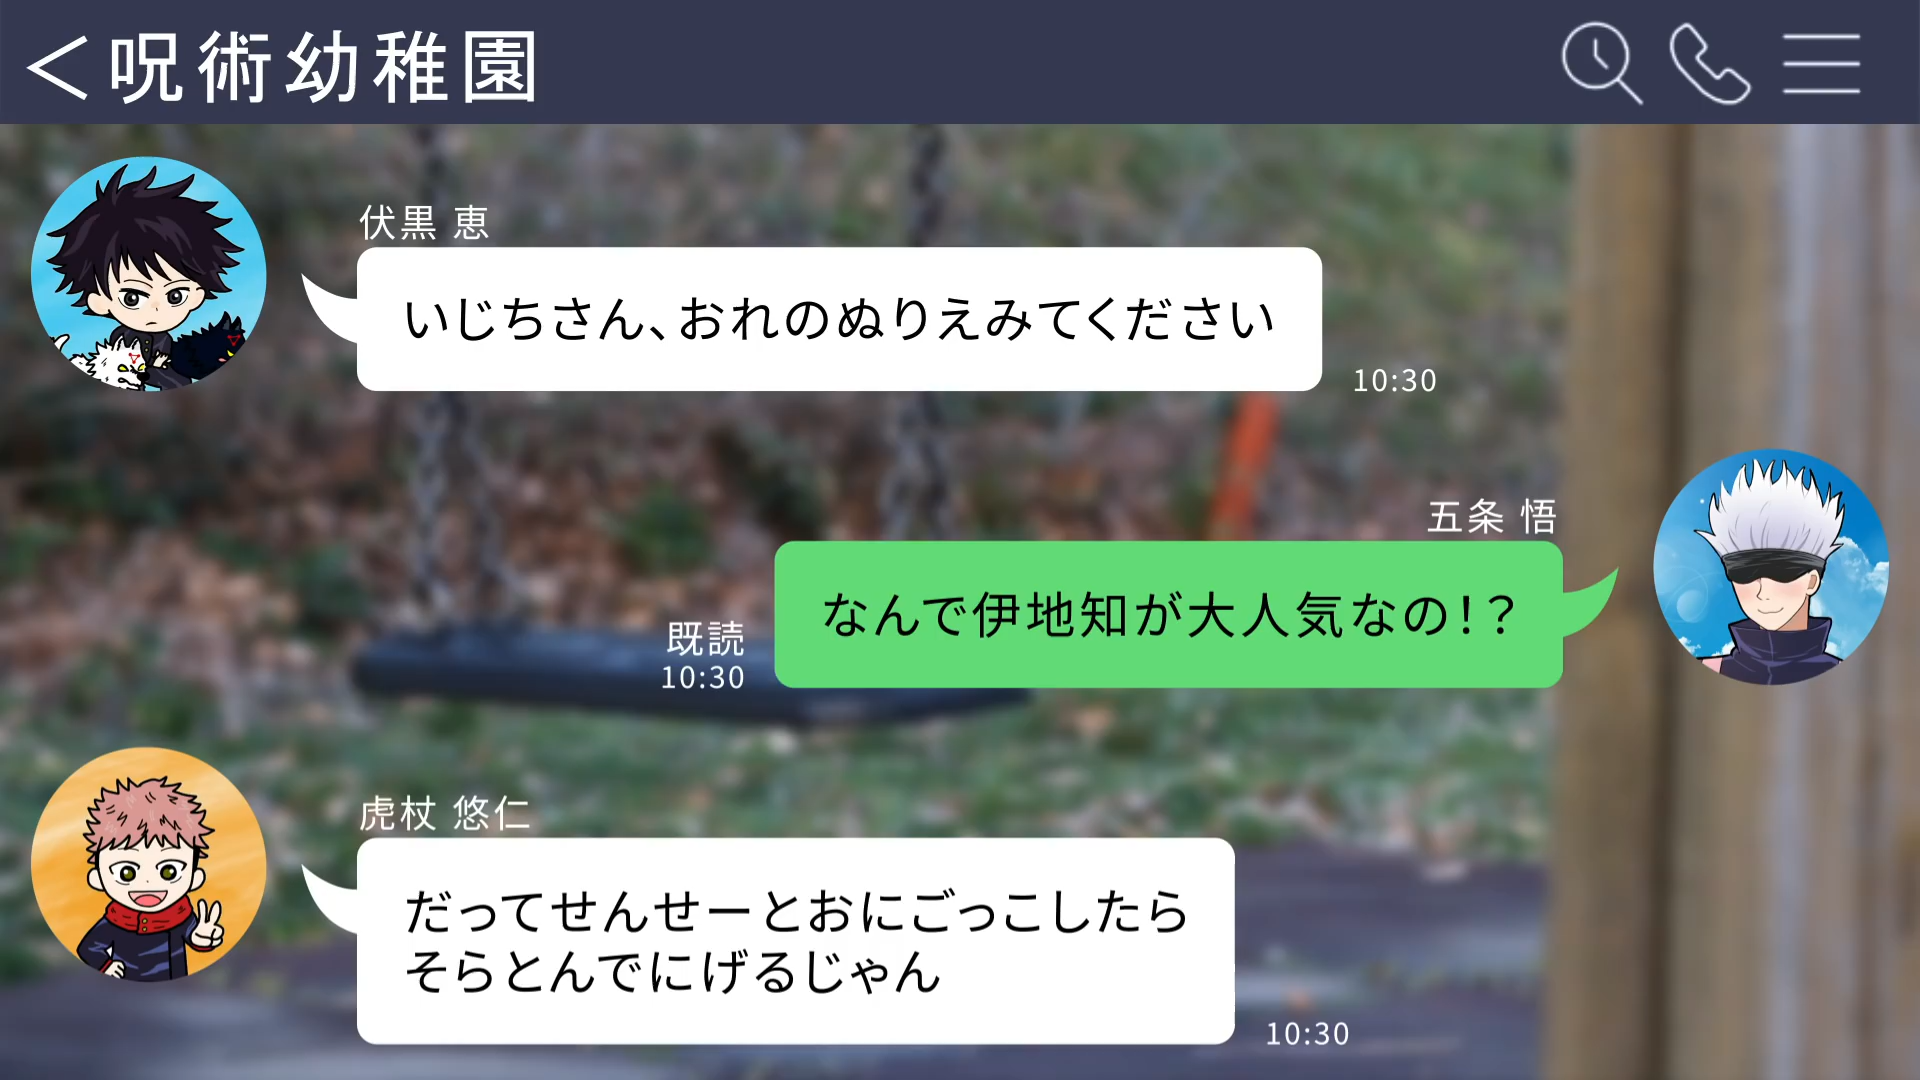 <呪術幼稚園
伏黒 恵
いじちさん、おれのぬりえみてください
10:30
五条 悟
なんで伊地知が大人気なの！？
既読
10:30
虎杖 悠仁
だってせんせーとおにごっこしたら
そらとんでにげるじゃん
10:30